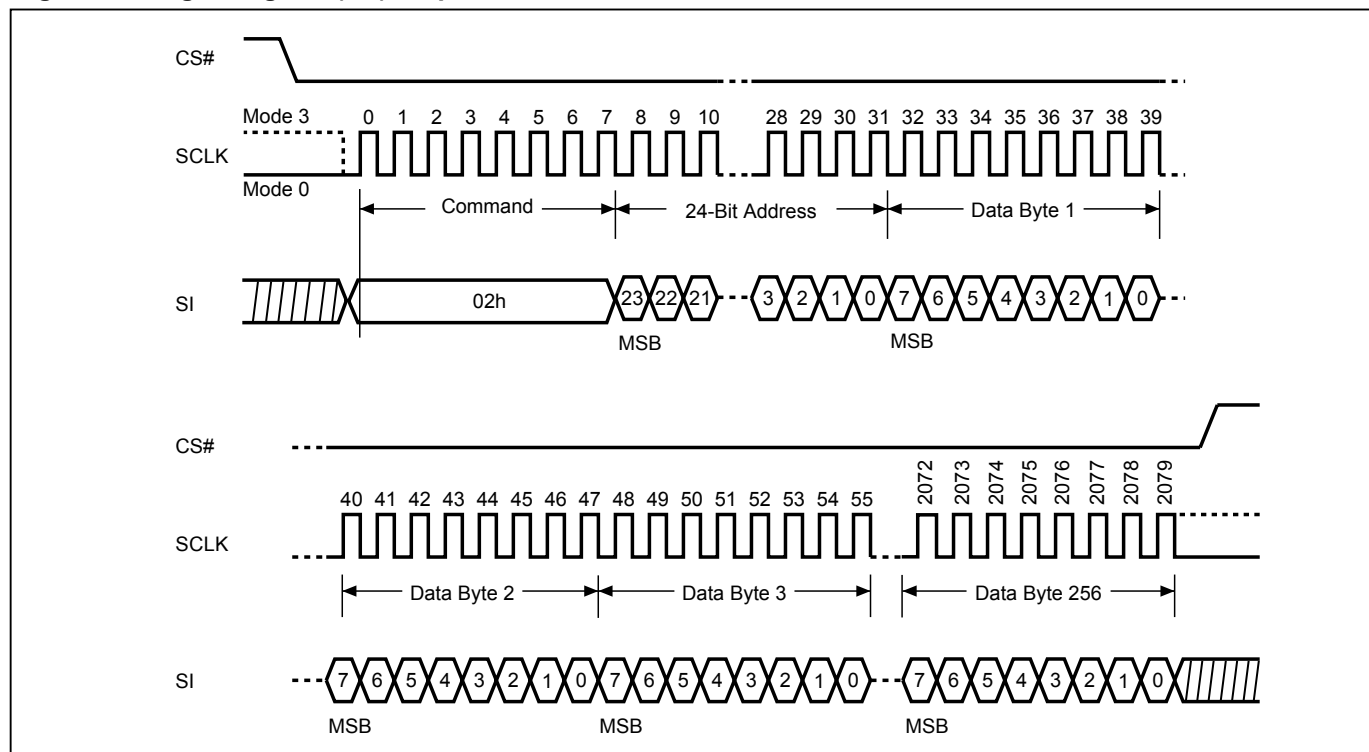 CS#
Mode 3
0 1 2 3 4 5 6 7 8 9 10 28 29 30 31 32 33 34 35 36 37 38 39
SCLK
Mode 0
Command 24-Bit Address Data Byte 1
SI 02h 23 22 21 3 2 1 0 7 6 5 4 3 2 1 0
MSB MSB
CS#
40 41 42 43 44 45 46 47 48 49 50 51 52 53 54 55 2072 2073 2074 2075 2076 2077 2078 2079
SCLK
Data Byte 2 Data Byte 3 Data Byte 256
SI 7 6 5 4 3 2 1 0 7 6 5 4 3 2 1 0 7 6 5 4 3 2 1 0
MSB MSB MSB